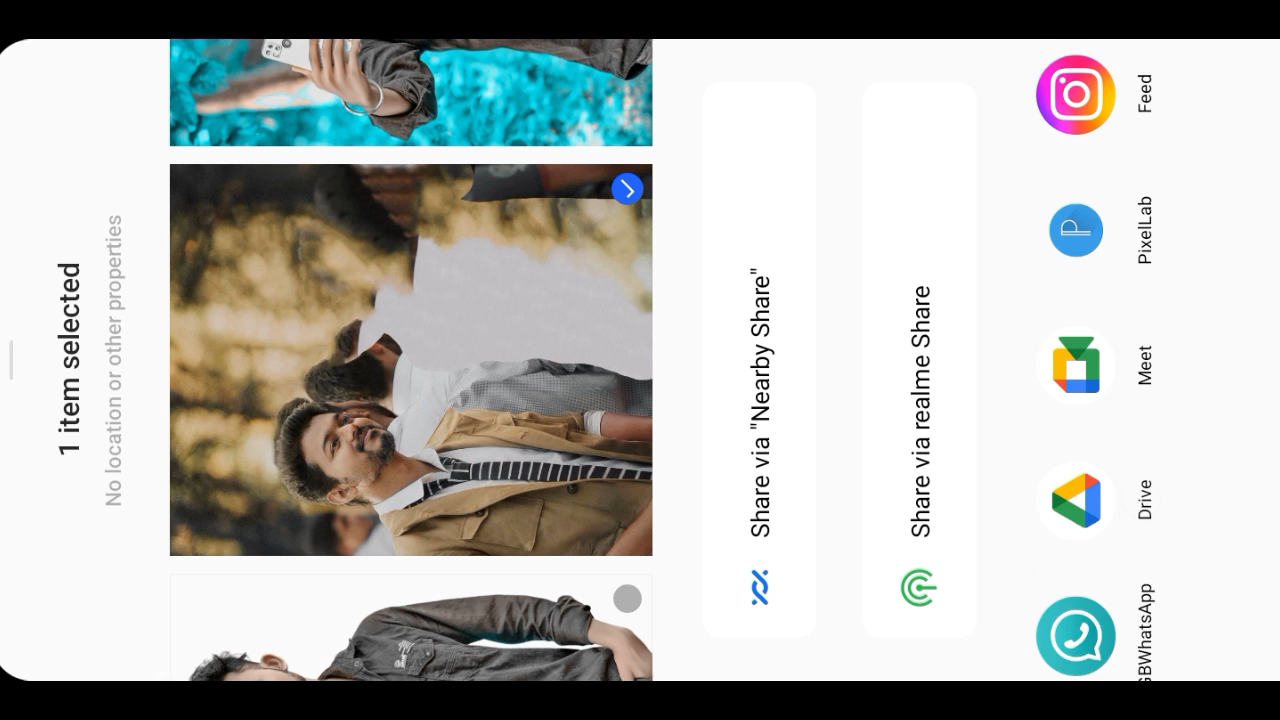 1 item selected
No location or other properties
Share via "Nearby Share"
Share via realme Share
GBWhatsApp
Drive
Meet
PixelLab
Feed